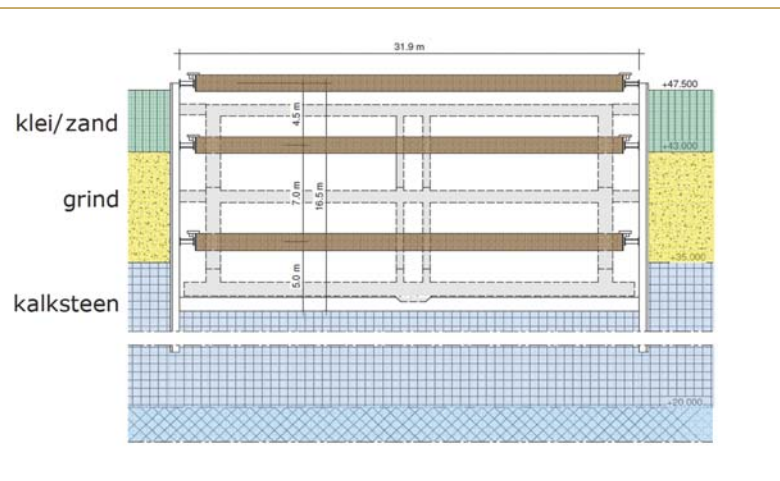 31.9 m
+47.500
klei/zand
4.5 m
+43.000
grind
7.0 m
16.5 m
+35.000
5.0 m
kalksteen
+20.000